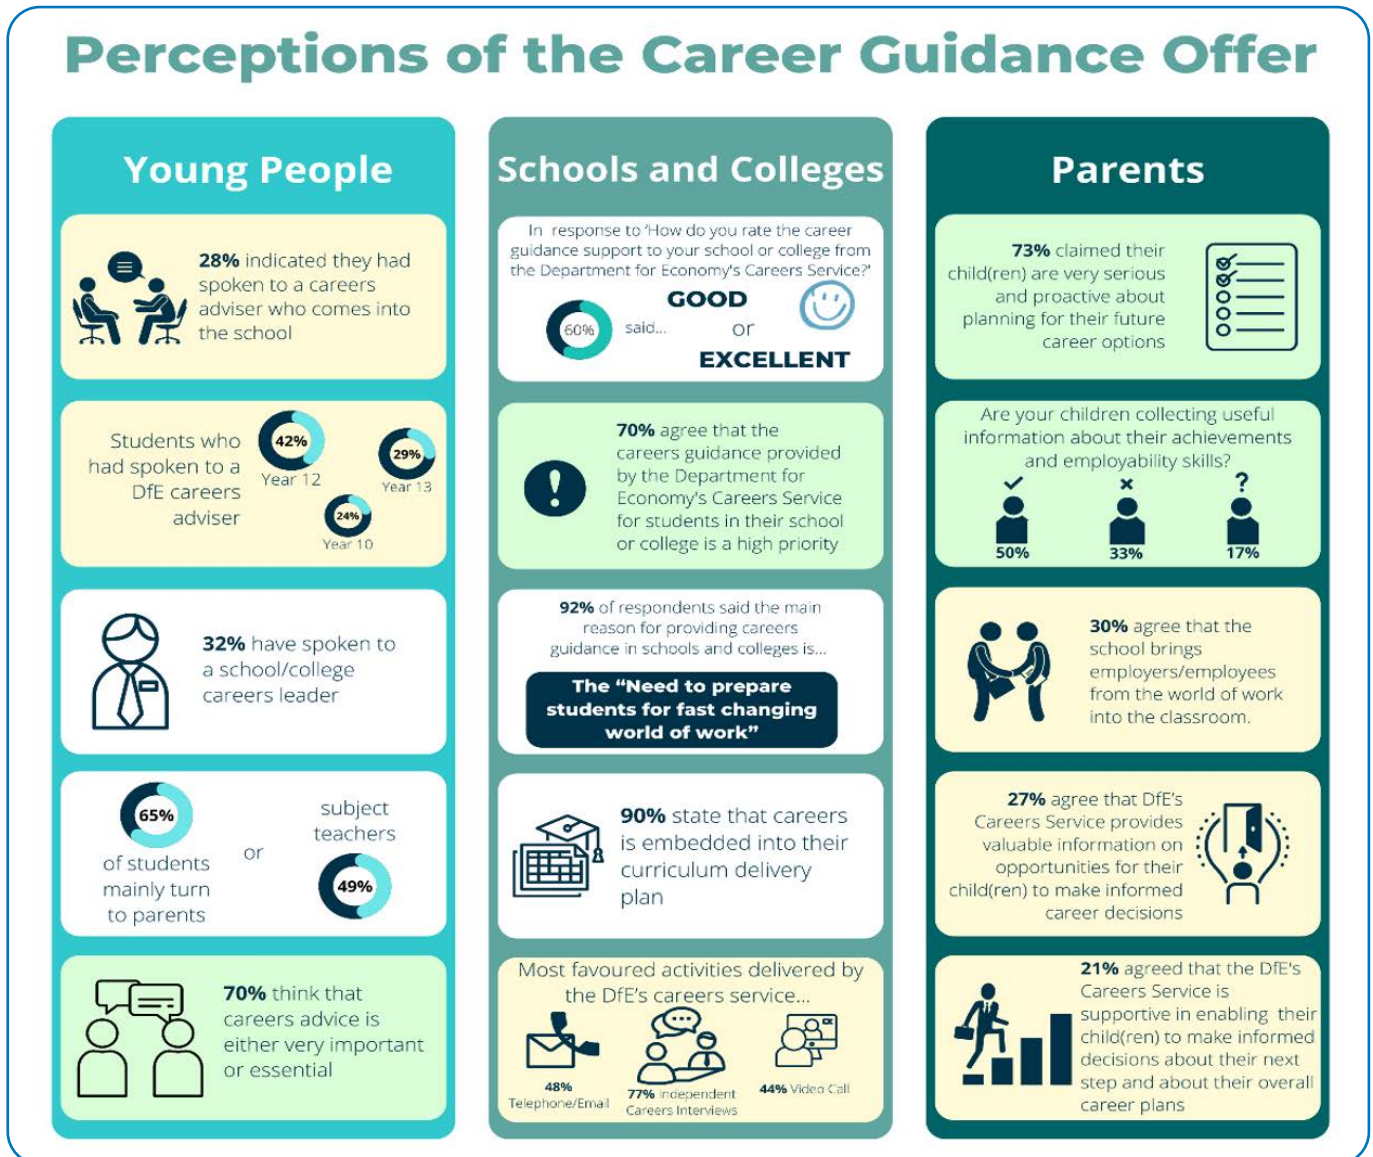 Perceptions of the Career Guidance Offer
Young People
28% indicated they had
spoken to a careers
adviser who comes into
the school
Students who
had spoken to a
DfE careers
adviser
42%
Year 12
29%
Year 13
24%
Year 10
32% have spoken to
a school/college
careers leader
65%
of students
mainly turn
to parents
or
subject
teachers
49%
70% think that
careers advice is
either very important
or essential
Schools and Colleges
In response to ‘How do you rate the career
guidance support to your school or college from
the Department for Economy's Careers Service?'
60%
said...
GOOD
or
EXCELLENT
70% agree that the
careers guidance provided
by the Department for
Economy's Careers Service
for students in their school
or college is a high priority
92% of respondents said the main
reason for providing careers
guidance in schools and colleges is...
The “Need to prepare
students for fast changing
world of work”
90% state that careers
is embedded into their
curriculum delivery
plan
Most favoured activities delivered by
the DfE’s careers service...
48%
Telephone/Email
77% Independent
Careers Interviews
44% Video Call
Parents
73% claimed their
child(ren) are very serious
and proactive about
planning for their future
career options
Are your children collecting useful
information about their achievements
and employability skills?
?
50%
33%
17%
30% agree that the
school brings
employers/employees
from the world of work
into the classroom.
27% agree that DfE’s
Careers Service provides
valuable information on
opportunities for their
child(ren) to make informed
career decisions
21% agreed that the DfE's
Careers Service is
supportive in enabling their
child(ren) to make informed
decisions about their next
step and about their overall
career plans